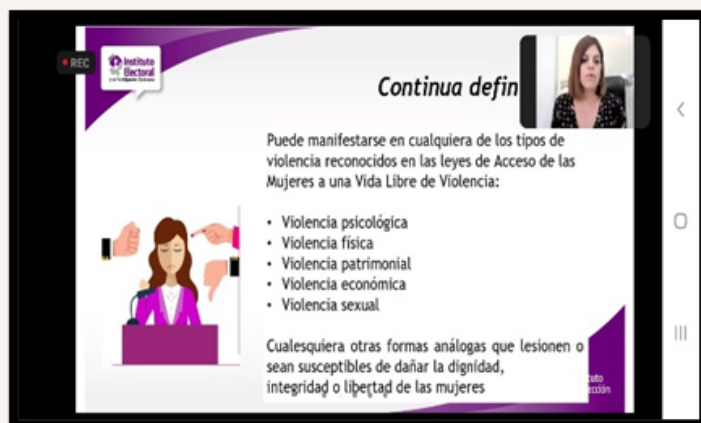 REC
Instituto
Electoral
Continua defin
Puede manifestarse en cualquiera de los tipos de
violencia reconocidos en las leyes de Acceso de las
Mujeres a una Vida Libre de Violencia:
• Violencia psicológica
• Violencia física
• Violencia patrimonial
• Violencia económica
• Violencia sexual
Cualesquiera otras formas análogas que lesionen o
sean susceptibles de dañar la dignidad,
integridad o libertad de las mujeres